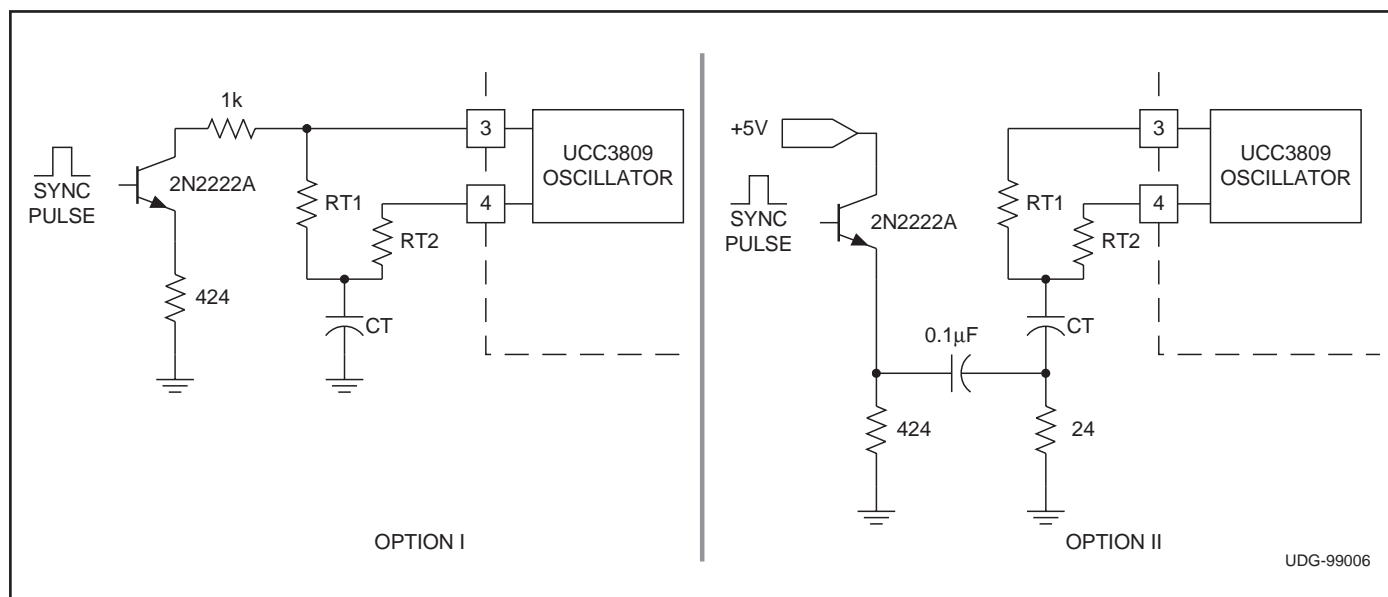 1k
3
UCC3809
OSCILLATOR
SYNC
PULSE
2N2222A
RT1
4
RT2
424
CT
OPTION I
+5V
3
UCC3809
OSCILLATOR
SYNC
PULSE
2N2222A
RT1
4
RT2
0.1μF
CT
424
24
OPTION II
UDG-99006